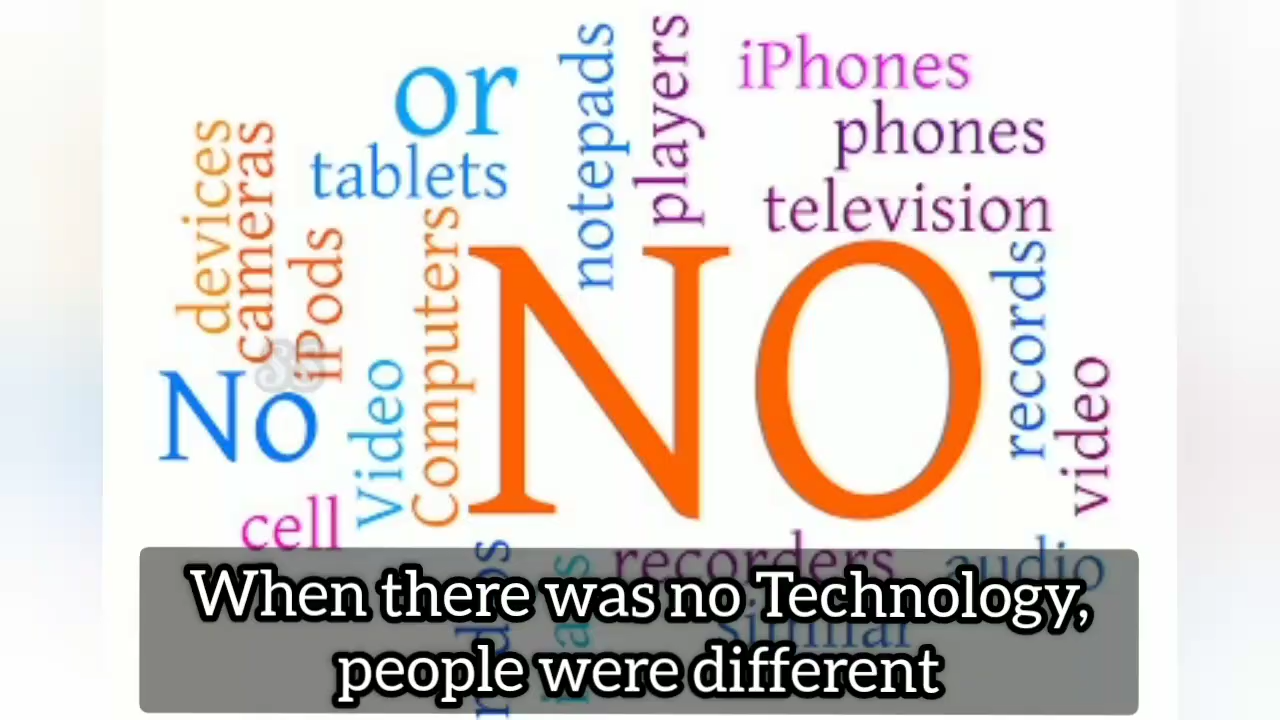 or
tablets
notepads
players
iPhones
phones
television
devices
cameras
iPods
Computers
NO
records
No
Video
video
cell
recorders
audio
similar
When there was no Technology,
people were different